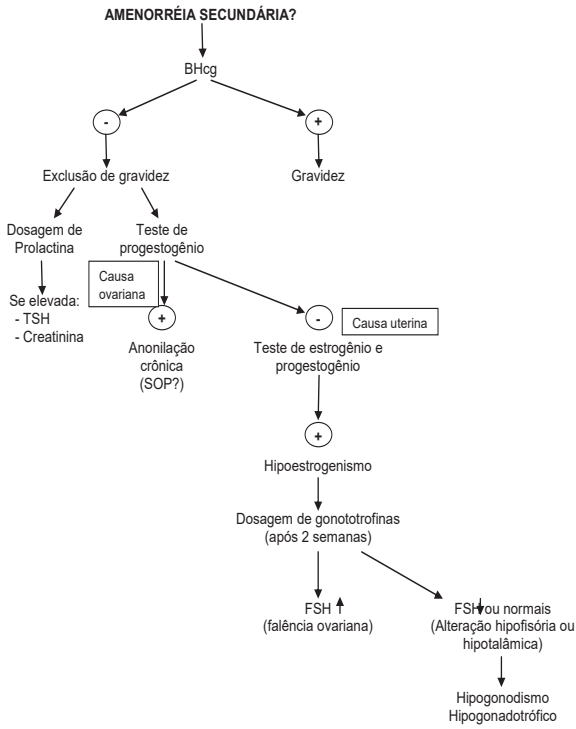 AMENORRÉIA SECUNDÁRIA?
BHcg
-
+
Exclusão de gravidez
Gravidez
Dosagem de
Prolactina
Teste de
progestogênio
Causa
ovariana
Se elevada:
- TSH
- Creatinina
+
-
Causa uterina
Anonilação
crônica
(SOP?)
Teste de estrogênio e
progestogênio
+
Hipoestrogenismo
Dosagem de gonototrofinas
(após 2 semanas)
FSH
(falência ovariana)
FSH ou normais
(Alteração hipofisória ou
hipotalâmica)
Hipogonodismo
Hipogonadotrófico